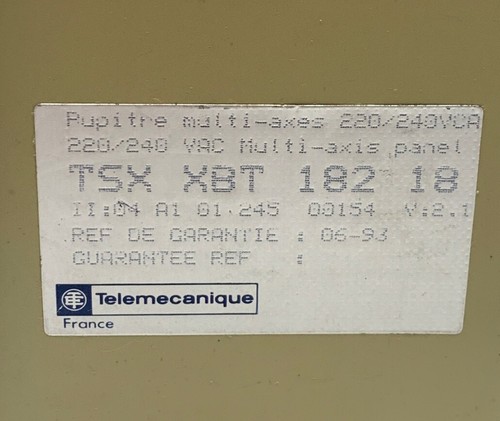 Pupitre multi-axes 220/240VCA
220/240 VAC Multi-axis panel
TSX XBT 182 18
II:04 A1 01.245 00154 V:2.1
REF DE GARANTIE : 06-93
GUARANTEE REF :
Telemecanique
France